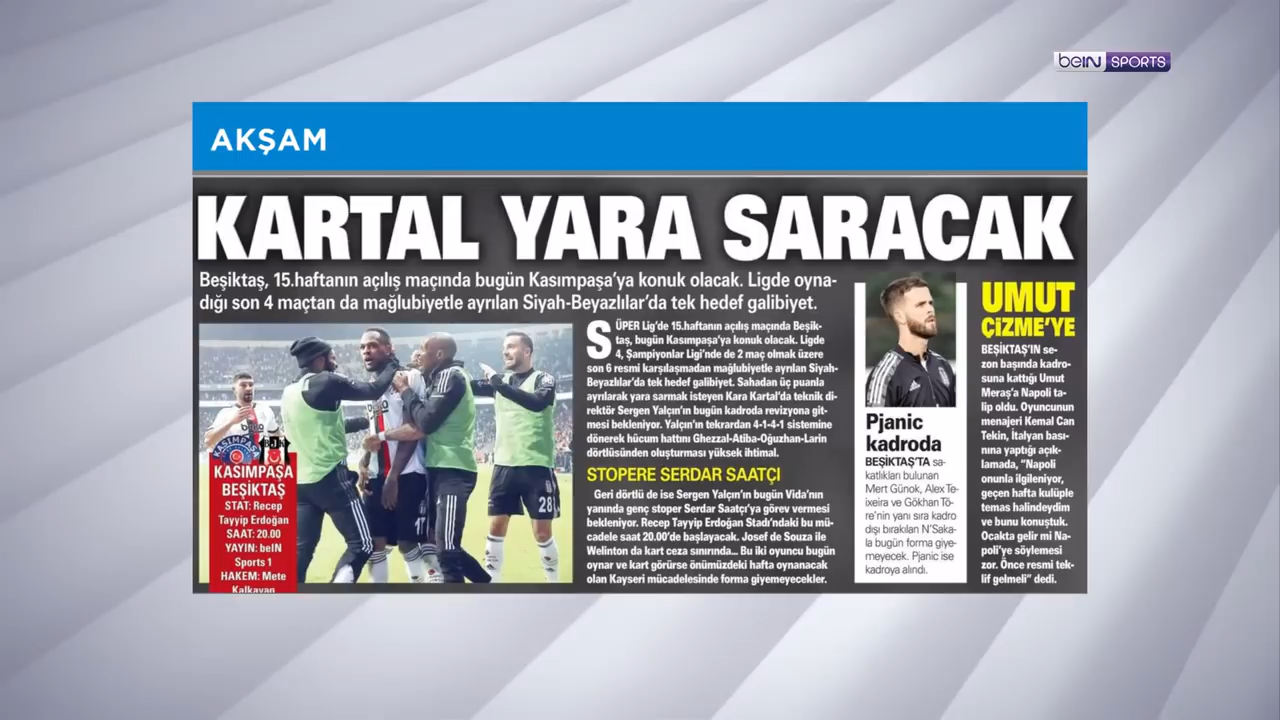 beIN SPORTS
AKŞAM
KARTAL YARA SARACAK
Beşiktaş, 15.haftanın açılış maçında bugün Kasımpaşa’ya konuk olacak. Ligde oyna-
dığı son 4 maçtan da mağlubiyetle ayrılan Siyah-Beyazlılar’da tek hedef galibiyet.
KASIMPAŞA
BJK
KASIMPAŞA
BEŞİKTAŞ
STAT: Recep
Tayyip Erdoğan
SAAT: 20.00
YAYIN: beIN
Sports 1
HAKEM: Mete
Kalkavan
17
28
SÜPER Lig’de 15.haftanın açılış maçında Beşik-
taş, bugün Kasımpaşa’ya konuk olacak. Ligde
4, Şampiyonlar Ligi’nde de 2 maç olmak üzere
son 6 resmi karşılaşmadan mağlubiyetle ayrılan Siyah-
Beyazlılar’da tek hedef galibiyet. Sahadan üç puanla
ayrılarak yara sarmak isteyen Kara Kartal’da teknik di-
rektör Sergen Yalçın’ın bugün kadroda revizyona git-
mesi bekleniyor. Yalçın’ın tekrardan 4-1-4-1 sistemine
dönerek hücum hattını Ghezzal-Atiba-Oğuzhan-Larin
dörtlüsünden oluşturması yüksek ihtimal.
STOPERE SERDAR SAATÇI
Geri dörtlü de ise Sergen Yalçın’ın bugün Vida’nın
yanında genç stoper Serdar Saatçı’ya görev vermesi
bekleniyor. Recep Tayyip Erdoğan Stadı’ndaki bu mü-
cadele saat 20.00’de başlayacak. Josef de Souza ile
Welinton da kart ceza sınırında... Bu iki oyuncu bugün
oynar ve kart görürse önümüzdeki hafta oynanacak
olan Kayseri mücadelesinde forma giyemeyecekler.
Pjanic
kadroda
BEŞİKTAŞ’TA sa-
katlıkları bulunan
Mert Günok, Alex Te-
ixeira ve Gökhan Tö-
re’nin yanı sıra kadro
dışı bırakılan N’Saka-
la bugün forma giye-
meyecek. Pjanic ise
kadroya alındı.
UMUT
ÇİZME’YE
BEŞİKTAŞ’IN se-
zon başında kadro-
suna kattığı Umut
Meraş’a Napoli ta-
lip oldu. Oyuncunun
menajeri Kemal Can
Tekin, İtalyan bası-
nına yaptığı açık-
lamada, “Napoli
onunla ilgileniyor,
geçen hafta kulüple
temas halindeydim
ve bunu konuştuk.
Ocakta gelir mi Na-
poli’ye söylemesi
zor. Önce resmi tek-
lif gelmeli” dedi.